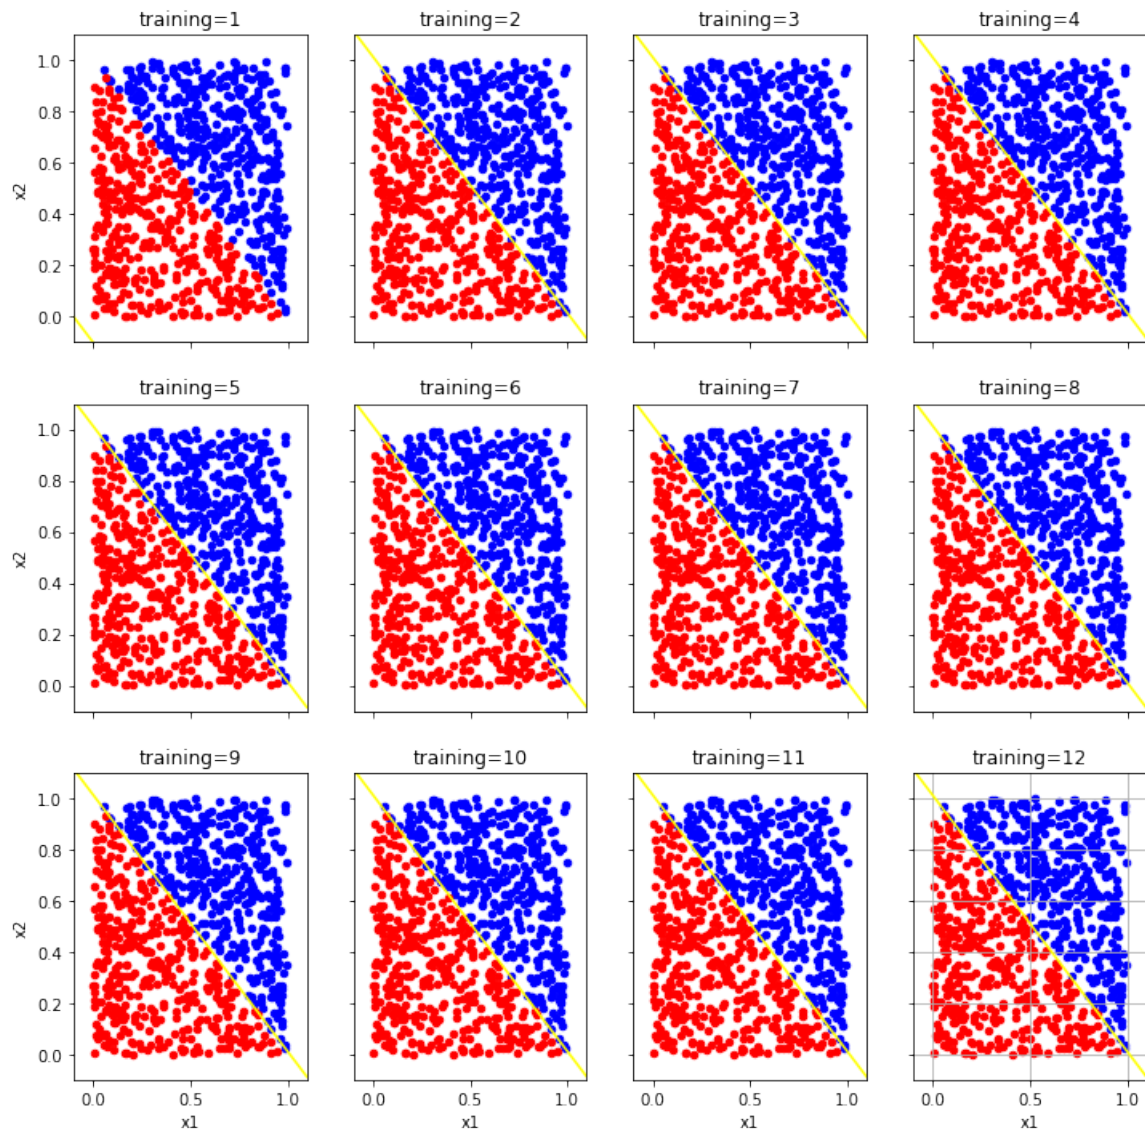 training=1 training=2 training=3 training=4
1.0
0.8
0.6
x2
0.4
0.2
0.0
training=5 training=6 training=7 training=8
1.0
0.8
0.6
x2
0.4
0.2
0.0
training=9 training=10 training=11 training=12
1.0
0.8
0.6
x2
0.4
0.2
0.0
0.0 0.5 1.0 0.0 0.5 1.0 0.0 0.5 1.0 0.0 0.5 1.0
x1 x1 x1 x1